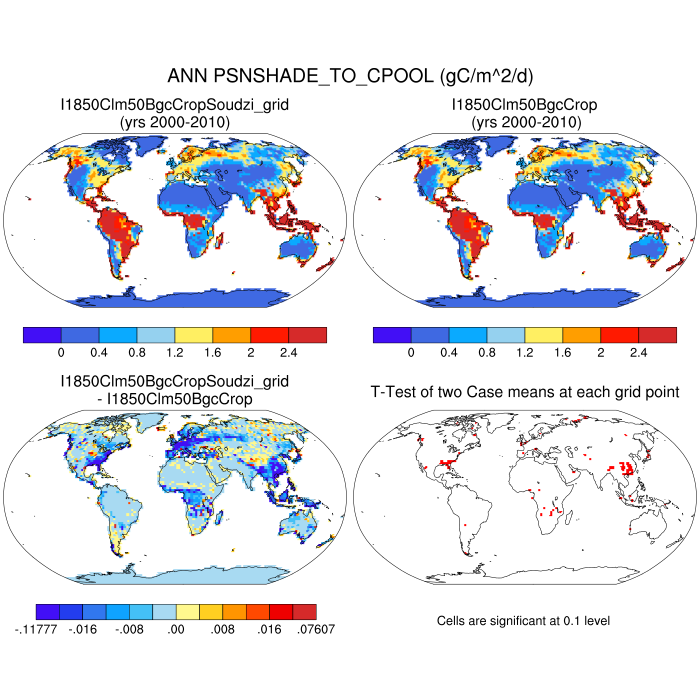 ANN PSNSHADE_TO_CPOOL (gC/m^2/d)
I1850Clm50BgcCropSoudzi_grid
(yrs 2000-2010)
I1850Clm50BgcCrop
(yrs 2000-2010)
0 0.4 0.8 1.2 1.6 2 2.4
0 0.4 0.8 1.2 1.6 2 2.4
I1850Clm50BgcCropSoudzi_grid
- I1850Clm50BgcCrop
T-Test of two Case means at each grid point
-.11777 -.016 -.008 .00 .008 .016 .07607
Cells are significant at 0.1 level